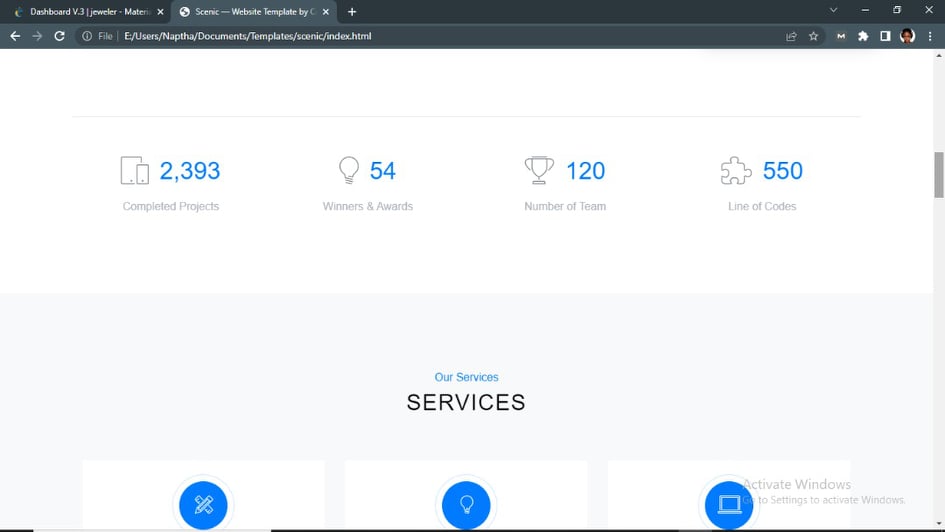 Dashboard V.3 | jeweler - Materia
Scenic — Website Template by C
File
E:/Users/Naptha/Documents/Templates/scenic/index.html
2,393
54
120
550
Completed Projects
Winners & Awards
Number of Team
Line of Codes
Our Services
SERVICES
Activate Windows
Go to Settings to activate Windows.